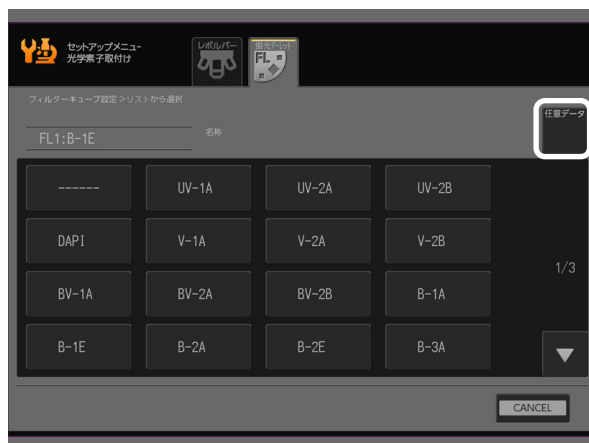 セットアップメニュー
光学素子取付け
レボルバー
蛍光ターレット
FL
フィルターキューブ設定 >リストから選択
任意データ
FL1:B-1E
名称
------
UV-1A
UV-2A
UV-2B
DAPI
V-1A
V-2A
V-2B
1/3
BV-1A
BV-2A
BV-2B
B-1A
B-1E
B-2A
B-2E
B-3A
CANCEL